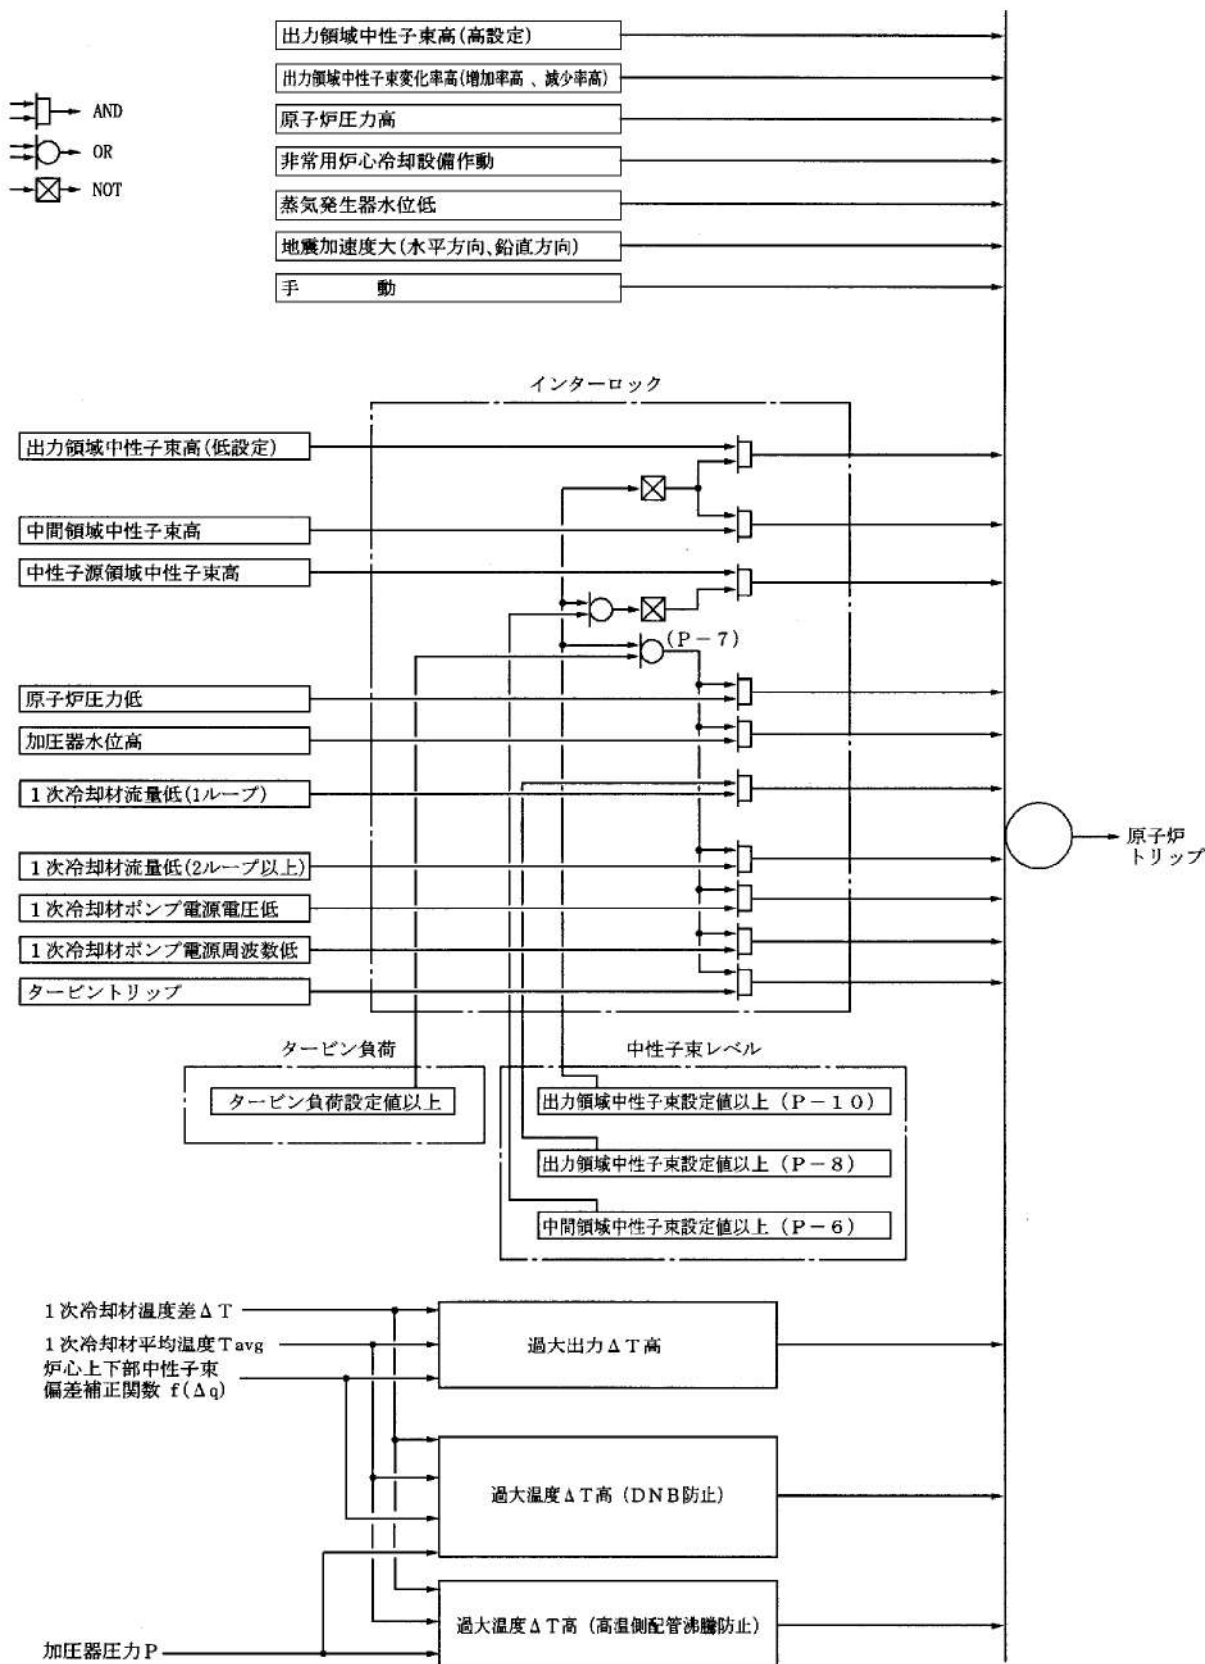 出力領域中性子束高(高設定)
出力領域中性子束変化率高(増加率高 、減少率高)
原子炉圧力高
非常用炉心冷却設備作動
蒸気発生器水位低
地震加速度大(水平方向、鉛直方向)
手　動
AND
OR
NOT
インターロック
出力領域中性子束高(低設定)
中間領域中性子束高
中性子源領域中性子束高
(P-7)
原子炉圧力低
加圧器水位高
1次冷却材流量低(1ループ)
1次冷却材流量低(2ループ以上)
1次冷却材ポンプ電源電圧低
1次冷却材ポンプ電源周波数低
タービントリップ
原子炉
トリップ
タービン負荷
タービン負荷設定値以上
中性子束レベル
出力領域中性子束設定値以上 (P-10)
出力領域中性子束設定値以上 (P-8)
中間領域中性子束設定値以上 (P-6)
1次冷却材温度差ΔT
1次冷却材平均温度Tavg
炉心上下部中性子束
偏差補正関数 f(Δq)
加圧器圧力P
過大出力ΔT高
過大温度ΔT高 (DNB防止)
過大温度ΔT高 (高温側配管沸騰防止)